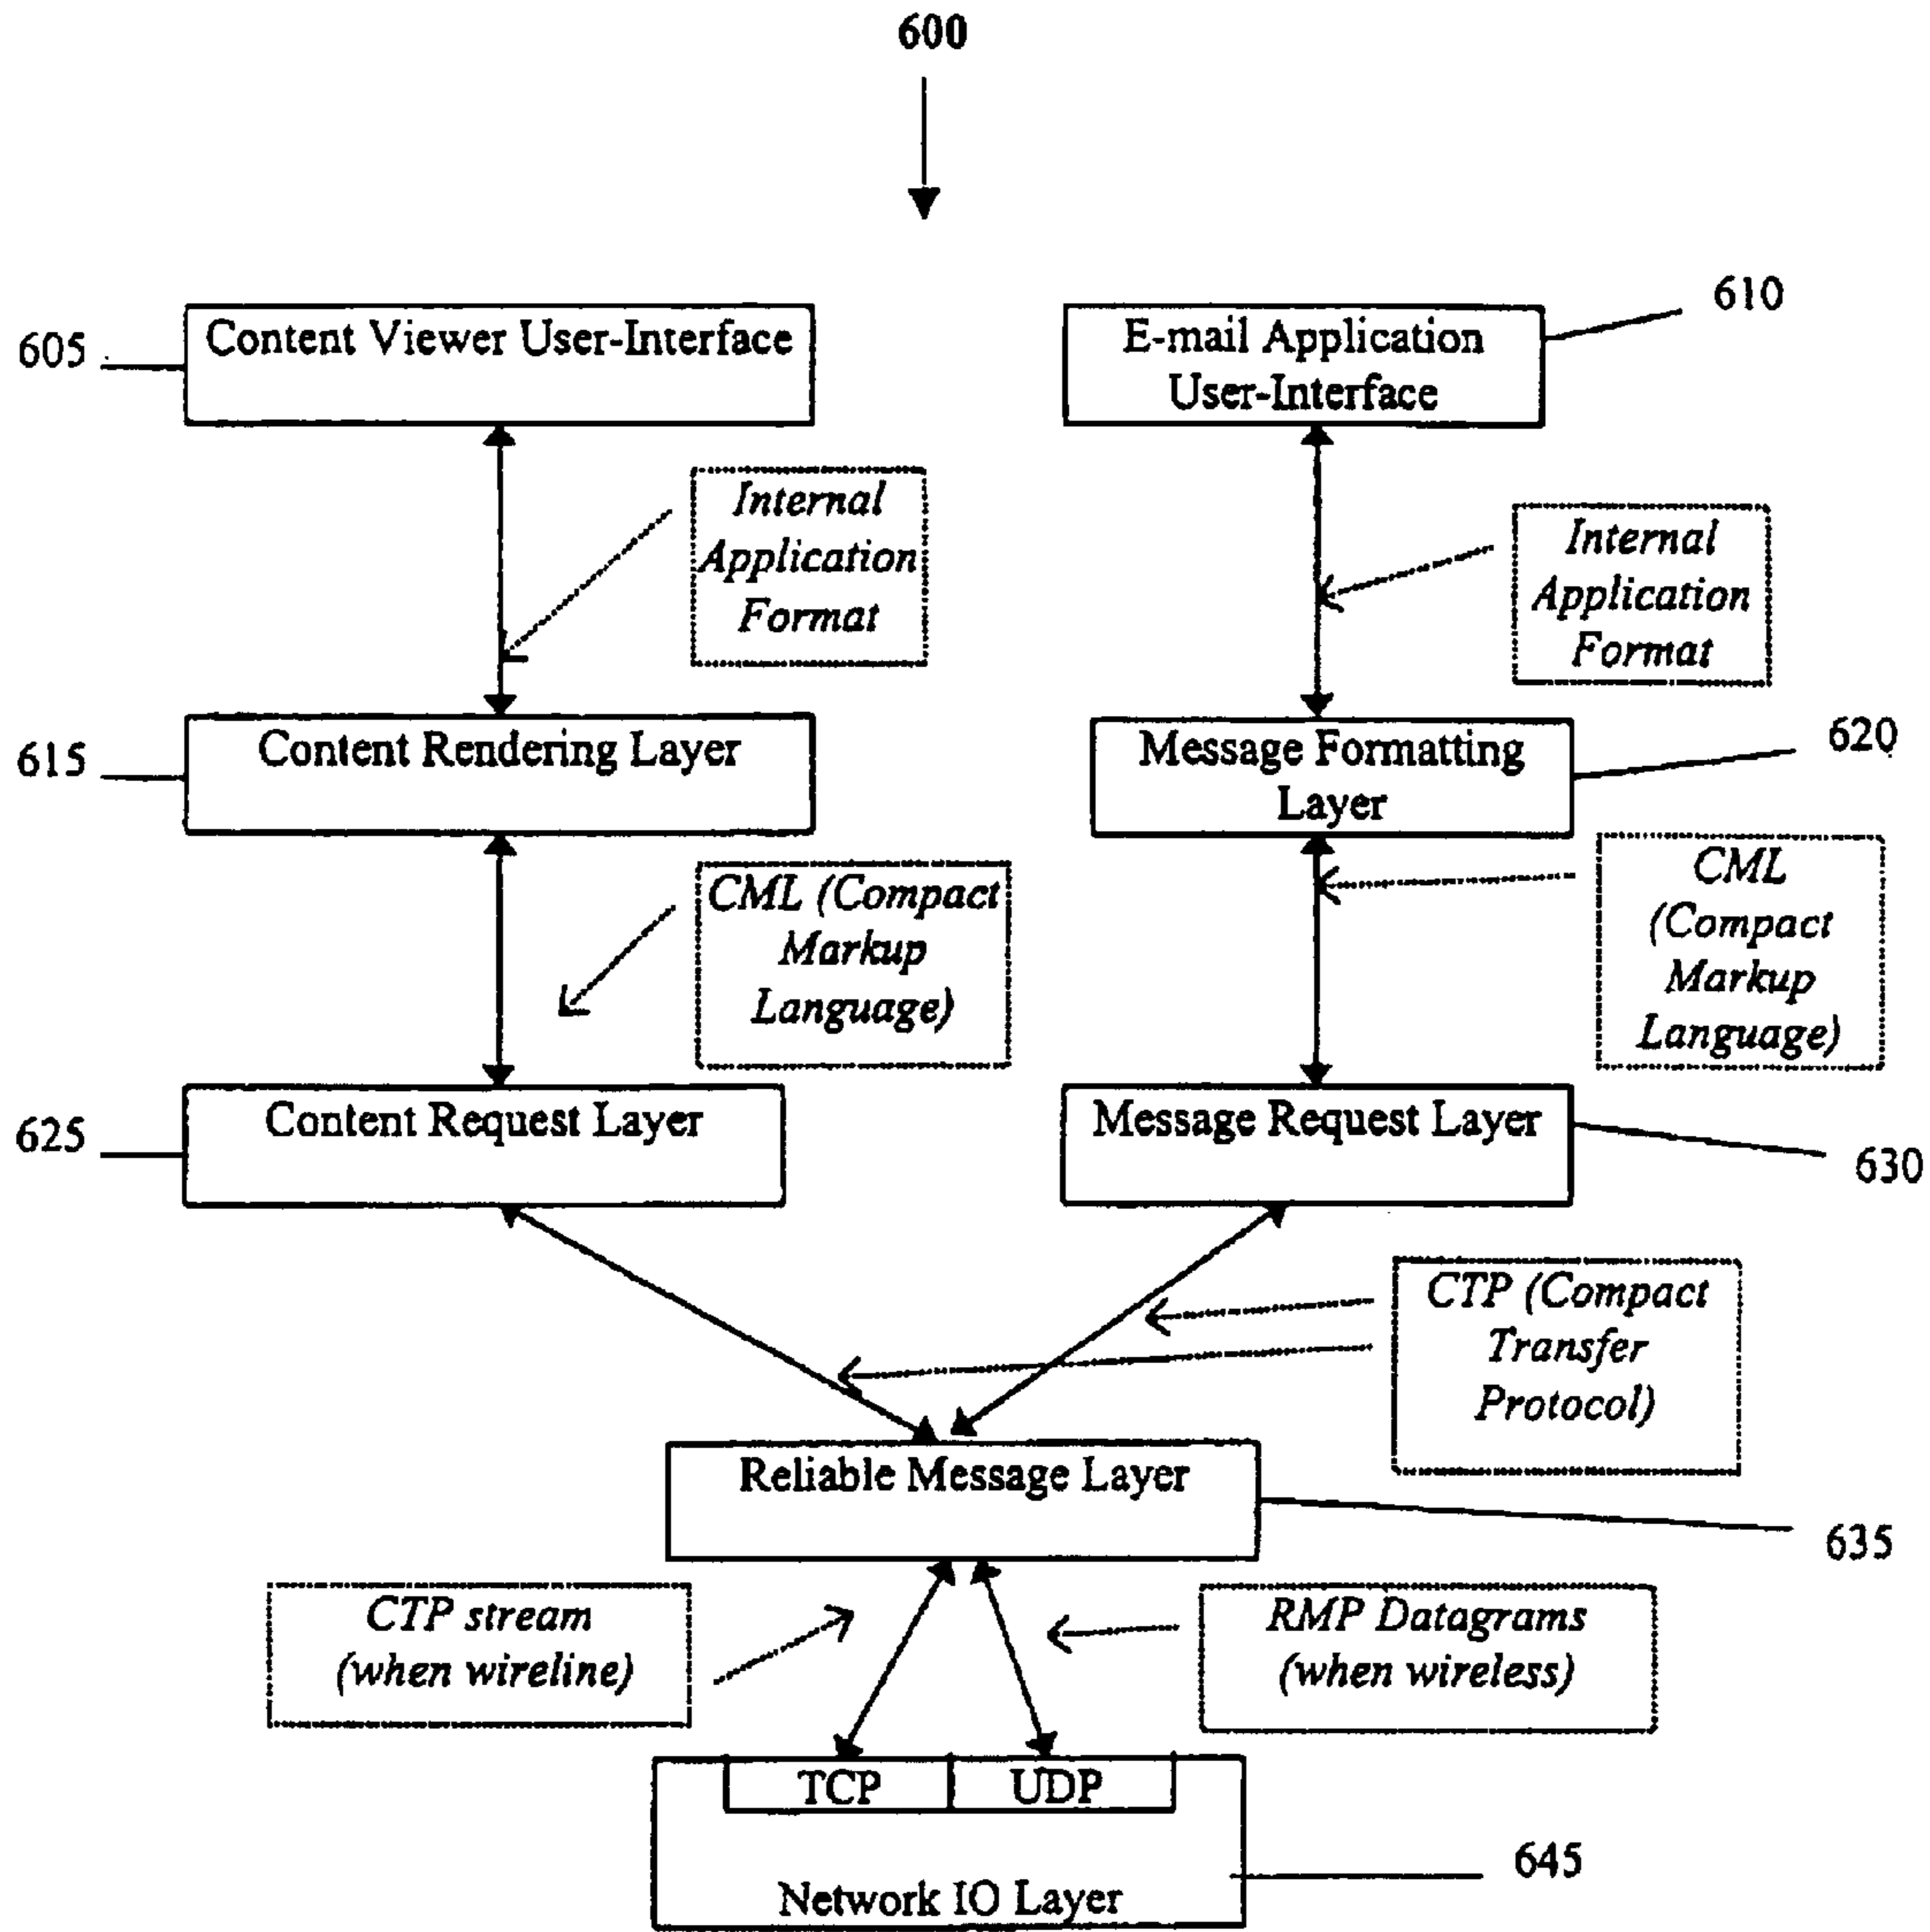 600
605
Content Viewer User-Interface
E-mail Application
User-Interface
610
Internal
Application
Format
Internal
Application
Format
615
Content Rendering Layer
Message Formatting
Layer
620
CML (Compact
Markup
Language)
CML
(Compact
Markup
Language)
625
Content Request Layer
Message Request Layer
630
CTP (Compact
Transfer
Protocol)
Reliable Message Layer
635
CTP stream
(when wireline)
RMP Datagrams
(when wireless)
TCP
UDP
Network IO Layer
645